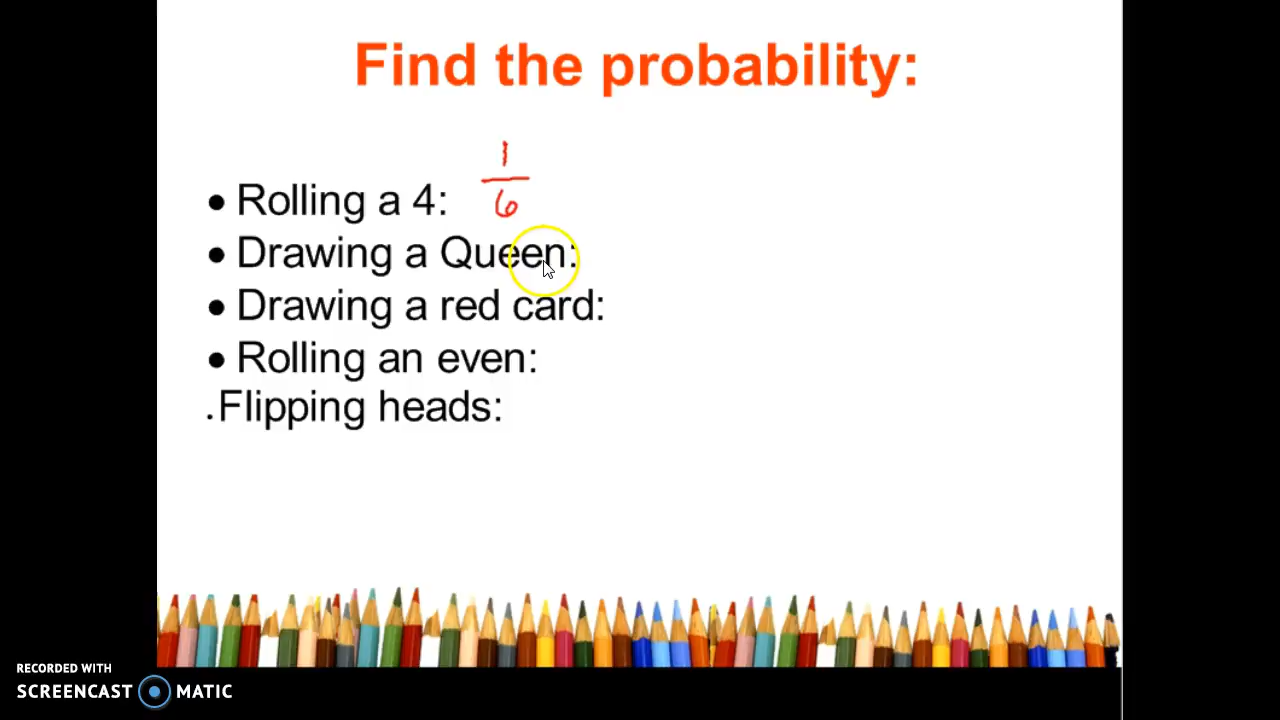 Find the probability:
• Rolling a 4: 1/6
• Drawing a Queen:
• Drawing a red card:
• Rolling an even:
.Flipping heads:
RECORDED WITH
SCREENCAST MATIC